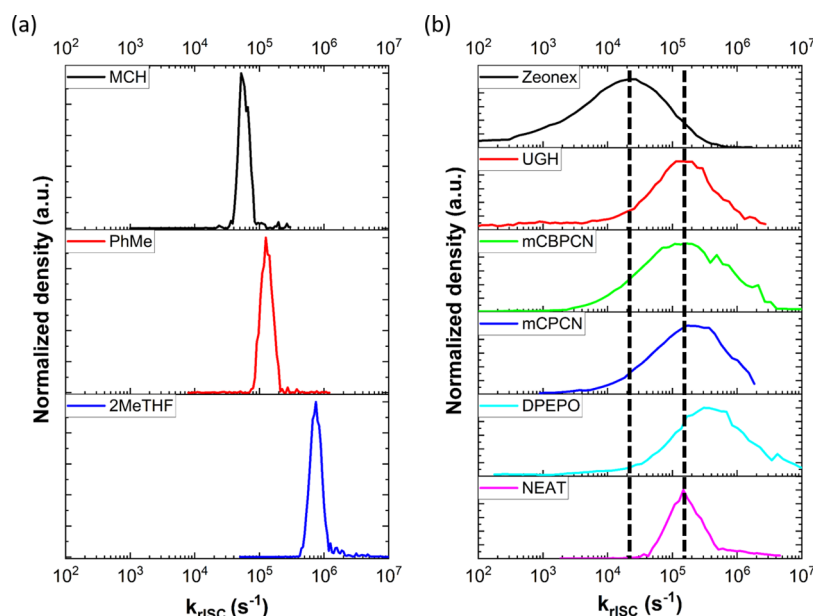 (a)
10² 10³ 10⁴ 10⁵ 10⁶ 10⁷
MCH
PhMe
2MeTHF
Normalized density (a.u.)
10² 10³ 10⁴ 10⁵ 10⁶ 10⁷
k_rISC (s⁻¹)
(b)
10² 10³ 10⁴ 10⁵ 10⁶ 10⁷
Zeonex
UGH
mCBPCN
mCPCN
DPEPO
NEAT
Normalized density (a.u.)
10² 10³ 10⁴ 10⁵ 10⁶ 10⁷
k_rISC (s⁻¹)